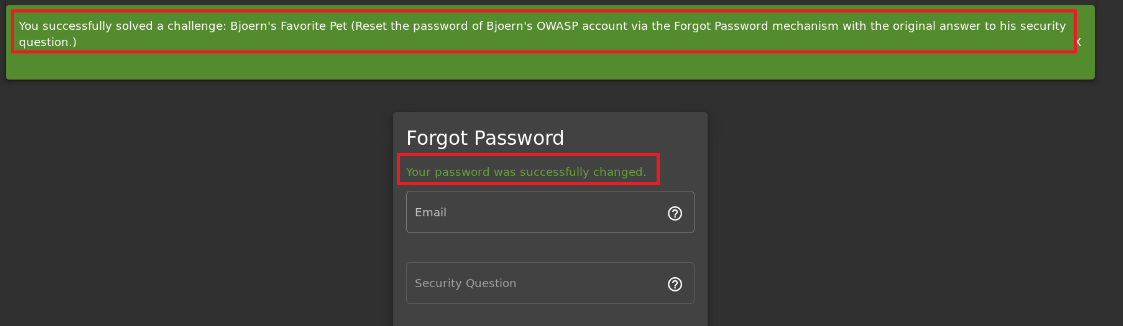 You successfully solved a challenge: Bjoern's Favorite Pet (Reset the password of Bjoern's OWASP account via the Forgot Password mechanism with the original answer to his security
question.)
X
Forgot Password
Your password was successfully changed.
Email
Security Question